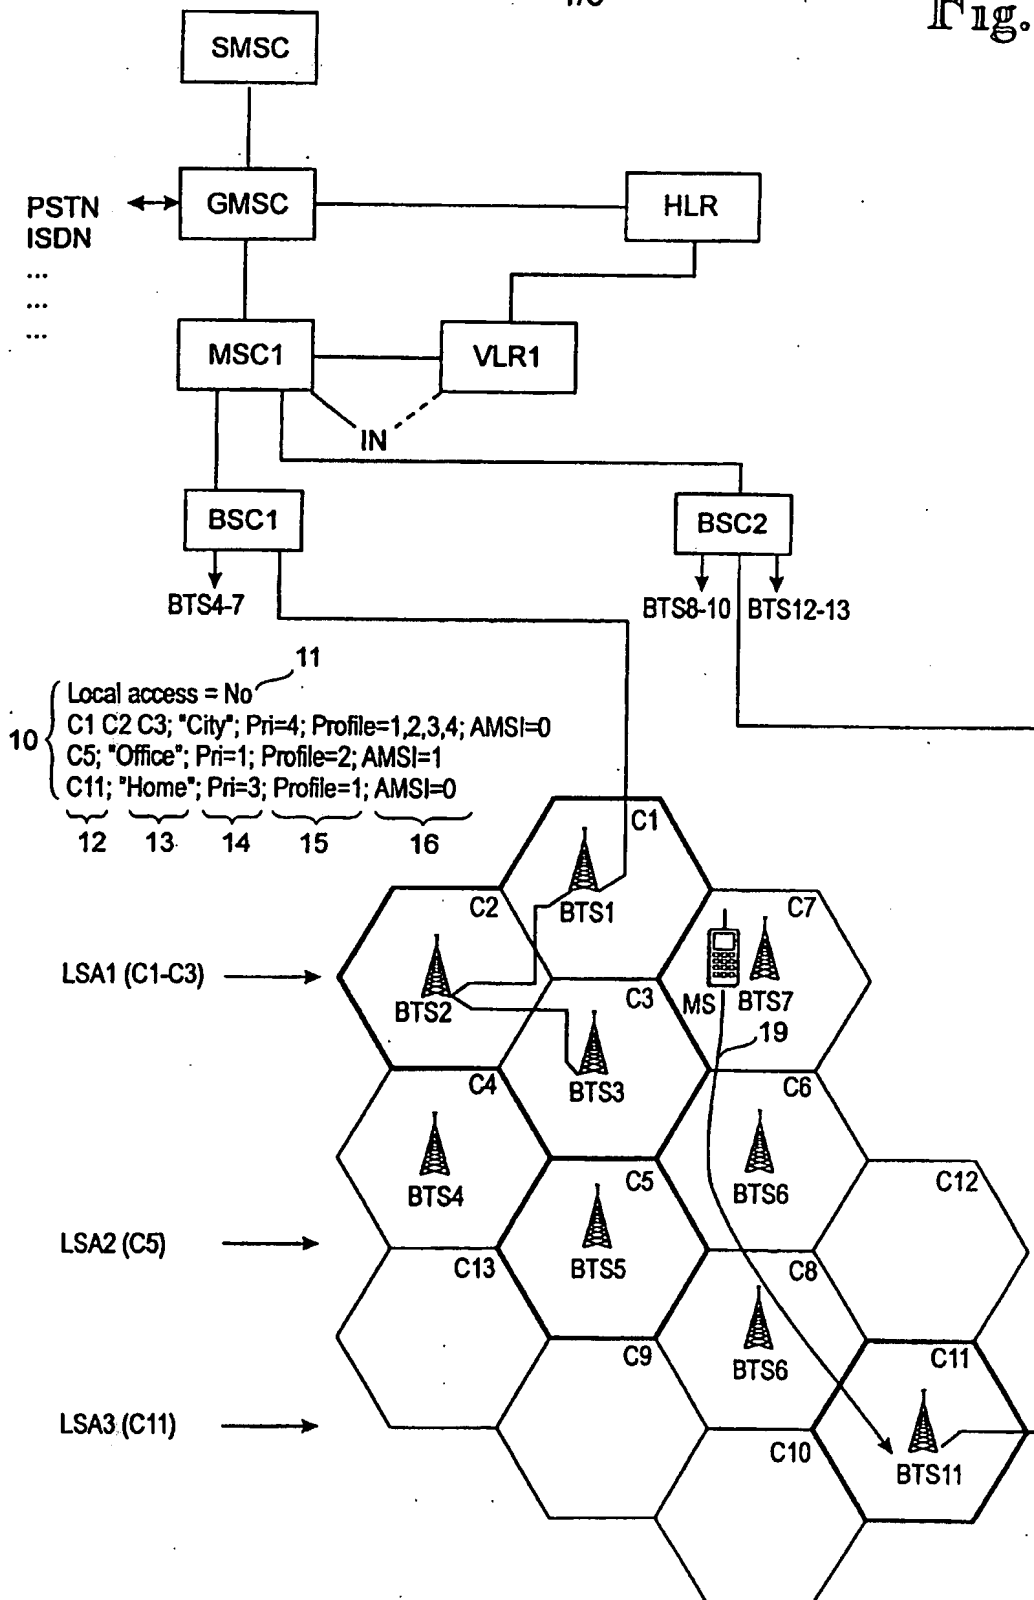 Fig.
SMSC
PSTN
GMSC
HLR
ISDN
...
...
...
MSC1
VLR1
IN
BSC1
BSC2
BTS4-7
BTS8-10
BTS12-13
11
10
Local access = No
C1 C2 C3; "City"; Pri=4; Profile=1,2,3,4; AMSI=0
C5; "Office"; Pri=1; Profile=2; AMSI=1
C11; "Home"; Pri=3; Profile=1; AMSI=0
12 13 14 15 16
C1
BTS1
C2
C7
LSA1 (C1-C3)
BTS2
C3
MS
BTS7
19
BTS3
C4
C6
BTS4
C5
BTS6
C12
LSA2 (C5)
C13
BTS5
C8
C9
BTS6
C11
LSA3 (C11)
C10
BTS11